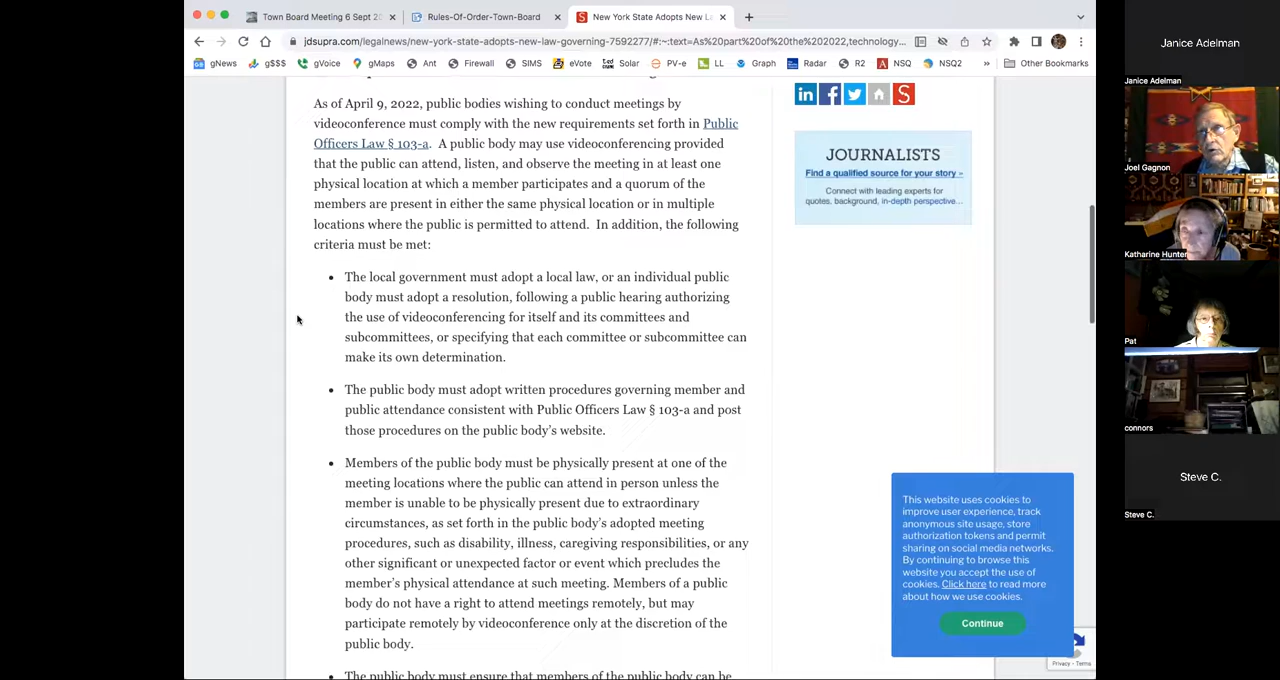 Town Board Meeting 6 Sept 20
Rules-Of-Order-Town-Board
New York State Adopts New La
jdsupra.com/legalnews/new-york-state-adopts-new-law-governing-7592277/#:~:text=As%20part%20of%20the%202022,technology...
gNews
g$$$
gVoice
gMaps
Ant
Firewall
SIMS
eVote
Solar
PV-e
LL
Graph
Radar
R2
NSQ
NSQ2
»
Other Bookmarks
As of April 9, 2022, public bodies wishing to conduct meetings by
videoconference must comply with the new requirements set forth in Public
Officers Law § 103-a.  A public body may use videoconferencing provided
that the public can attend, listen, and observe the meeting in at least one
physical location at which a member participates and a quorum of the
members are present in either the same physical location or in multiple
locations where the public is permitted to attend.  In addition, the following
criteria must be met:
• The local government must adopt a local law, or an individual public
body must adopt a resolution, following a public hearing authorizing
the use of videoconferencing for itself and its committees and
subcommittees, or specifying that each committee or subcommittee can
make its own determination.
• The public body must adopt written procedures governing member and
public attendance consistent with Public Officers Law § 103-a and post
those procedures on the public body's website.
• Members of the public body must be physically present at one of the
meeting locations where the public can attend in person unless the
member is unable to be physically present due to extraordinary
circumstances, as set forth in the public body's adopted meeting
procedures, such as disability, illness, caregiving responsibilities, or any
other significant or unexpected factor or event which precludes the
member's physical attendance at such meeting. Members of a public
body do not have a right to attend meetings remotely, but may
participate remotely by videoconference only at the discretion of the
public body.
• The public body must ensure that members of the public body can be
JOURNALISTS
Find a qualified source for your story »
Connect with leading experts for
quotes, background, in-depth perspective...
This website uses cookies to
improve user experience, track
anonymous site usage, store
authorization tokens and permit
sharing on social media networks.
By continuing to browse this
website you accept the use of
cookies. Click here to read more
about how we use cookies.
Continue
Privacy - Terms
Janice Adelman
Janice Adelman
Joel Gagnon
Katharine Hunter
Pat
connors
Steve C.
Steve C.